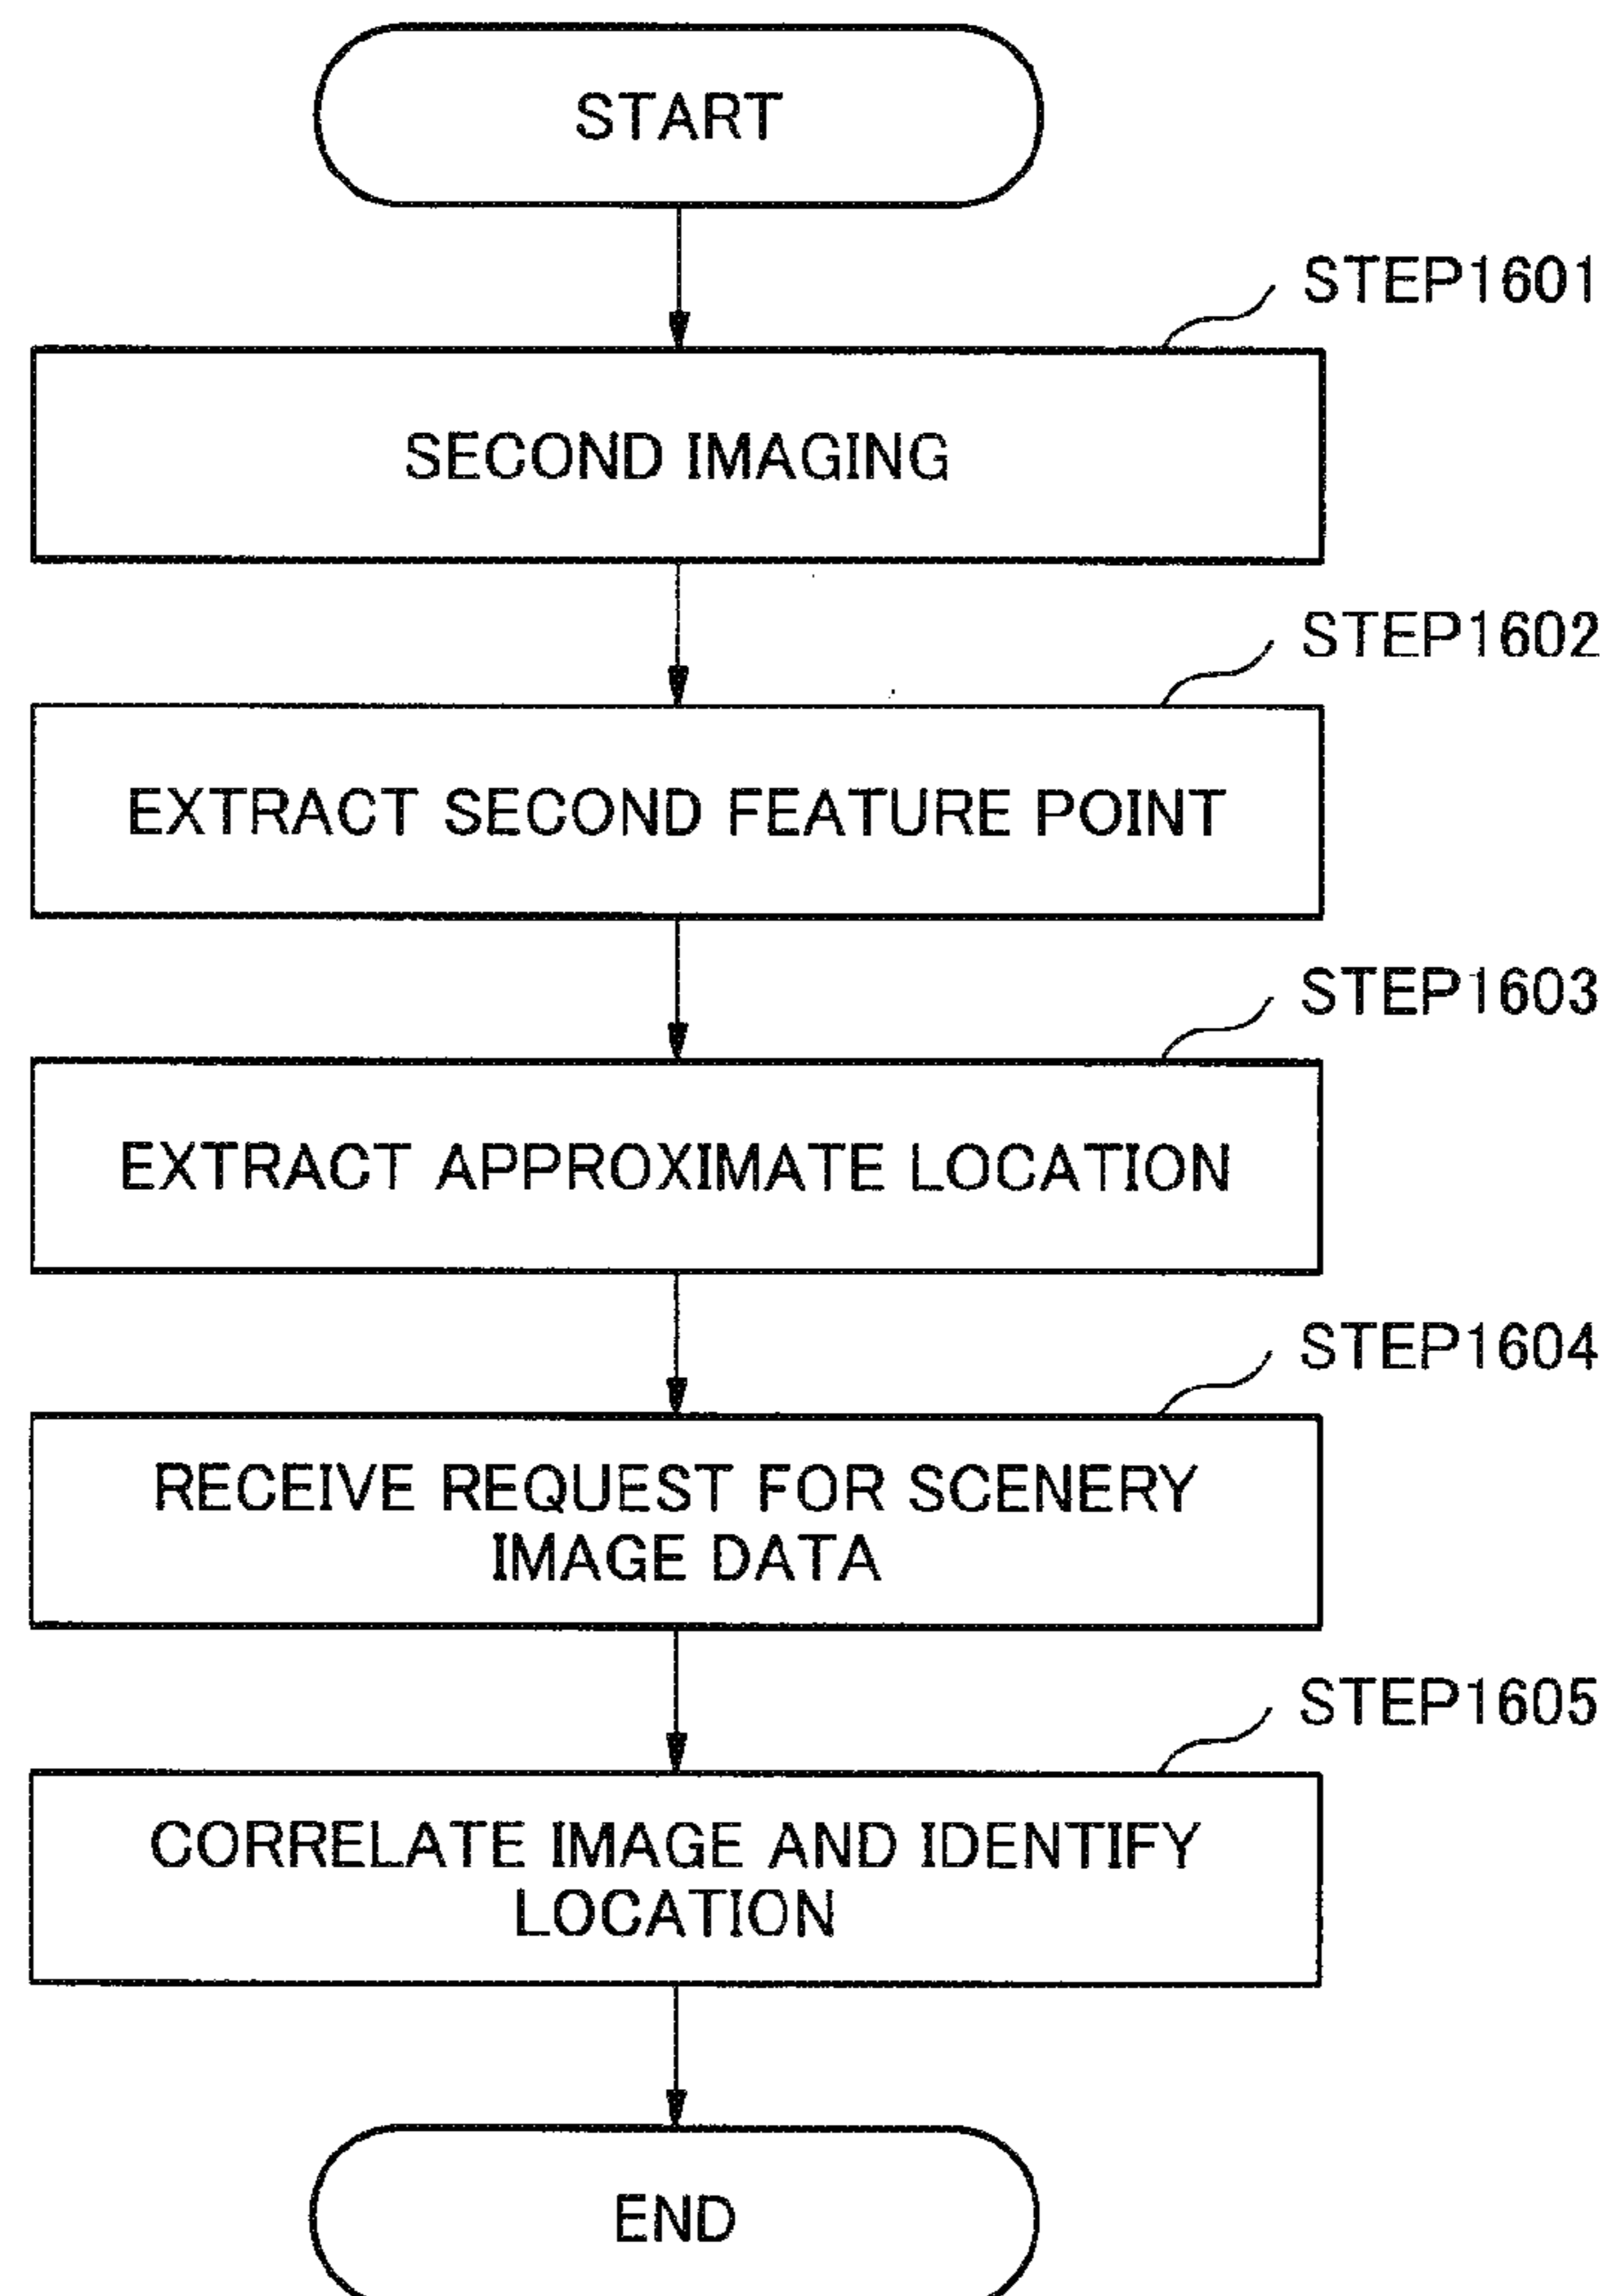 START
STEP1601
SECOND IMAGING
STEP1602
EXTRACT SECOND FEATURE POINT
STEP1603
EXTRACT APPROXIMATE LOCATION
STEP1604
RECEIVE REQUEST FOR SCENERY
IMAGE DATA
STEP1605
CORRELATE IMAGE AND IDENTIFY
LOCATION
END